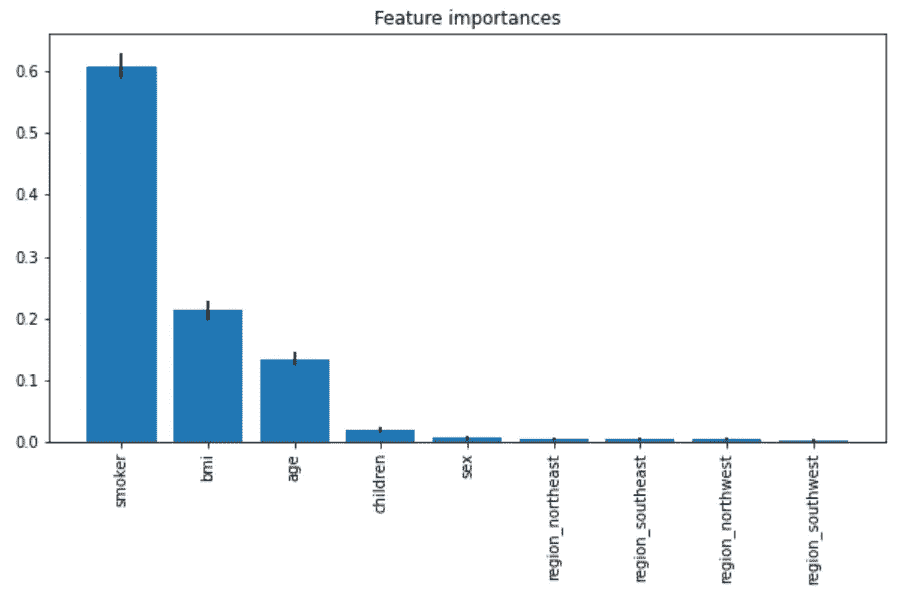 Feature importances
0.6
0.5
0.4
0.3
0.2
0.1
0.0
smoker
bmi
age
children
sex
region_northeast
region_southeast
region_northwest
region_southwest